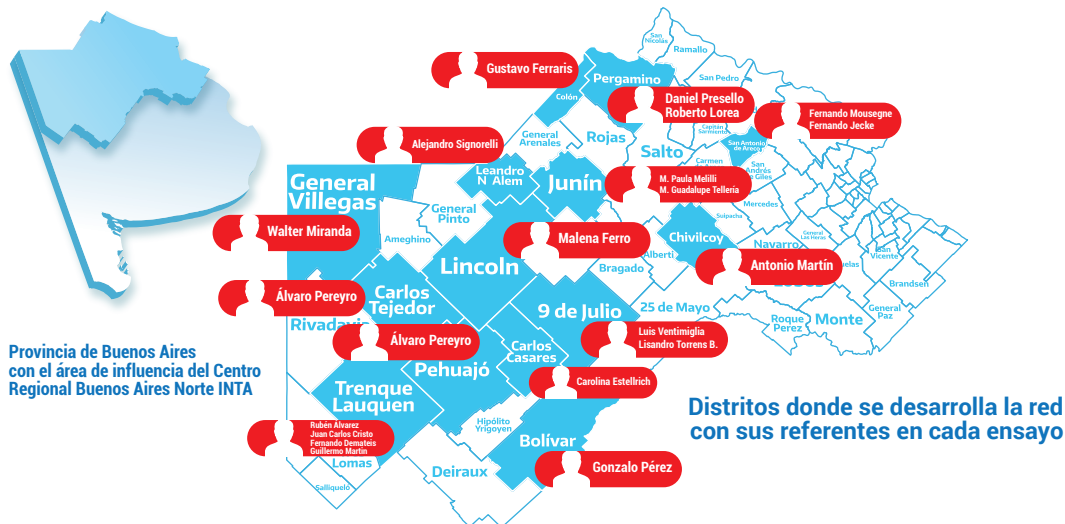 San
Nicolás
Ramallo
Gustavo Ferraris
Pergamino
San Pedro
Colón
Daniel Presello
Roberto Lorea
Fernando Mousegne
Fernando Jecke
Capitán
Sarmiento
General
Arenales
Rojas
Salto
San Antonio
de Areco
Alejandro Signorelli
Carmen
San
Andrés
de Giles
Leandro
N Alem
Junín
M. Paula Melilli
M. Guadalupe Tellería
General
Villegas
Mercedes
General
Pinto
Suipacha
Walter Miranda
Ameghino
Malena Ferro
Chivilcoy
General
Las Heras
Navarro
San
Vicente
Alberti
Lincoln
Bragado
Antonio Martín
uelas
Brandsen
Álvaro Pereyro
Carlos
Tejedor
9 de Julio
25 de Mayo
General
Paz
Rivadavia
Roque
Perez
Monte
Álvaro Pereyro
Luis Ventimiglia
Lisandro Torrens B.
Carlos
Casares
Provincia de Buenos Aires
con el área de influencia del Centro
Regional Buenos Aires Norte INTA
Pehuajó
Carolina Estellrich
Trenque
Lauquen
Distritos donde se desarrolla la red
con sus referentes en cada ensayo
Hipólito
Yrigoyen
Rubén Álvarez
Juan Carlos Cristo
Fernando Demateis
Guillermo Martin
Bolívar
Lomas
Deiraux
Gonzalo Pérez
Salliqueló